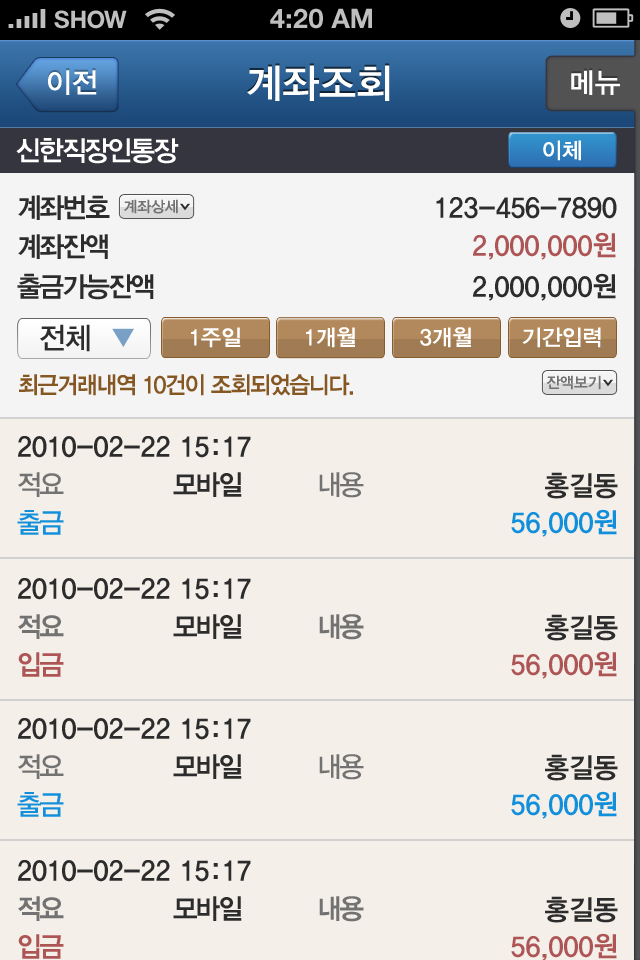 SHOW 4:20 AM
이전 계좌조회 메뉴
신한직장인통장 이체
계좌번호 계좌상세 123-456-7890
계좌잔액 2,000,000원
출금가능잔액 2,000,000원
전체 1주일 1개월 3개월 기간입력
최근거래내역 10건이 조회되었습니다. 잔액보기
2010-02-22 15:17
적요 모바일 내용 홍길동
출금 56,000원
2010-02-22 15:17
적요 모바일 내용 홍길동
입금 56,000원
2010-02-22 15:17
적요 모바일 내용 홍길동
출금 56,000원
2010-02-22 15:17
적요 모바일 내용 홍길동
입금 56,000원